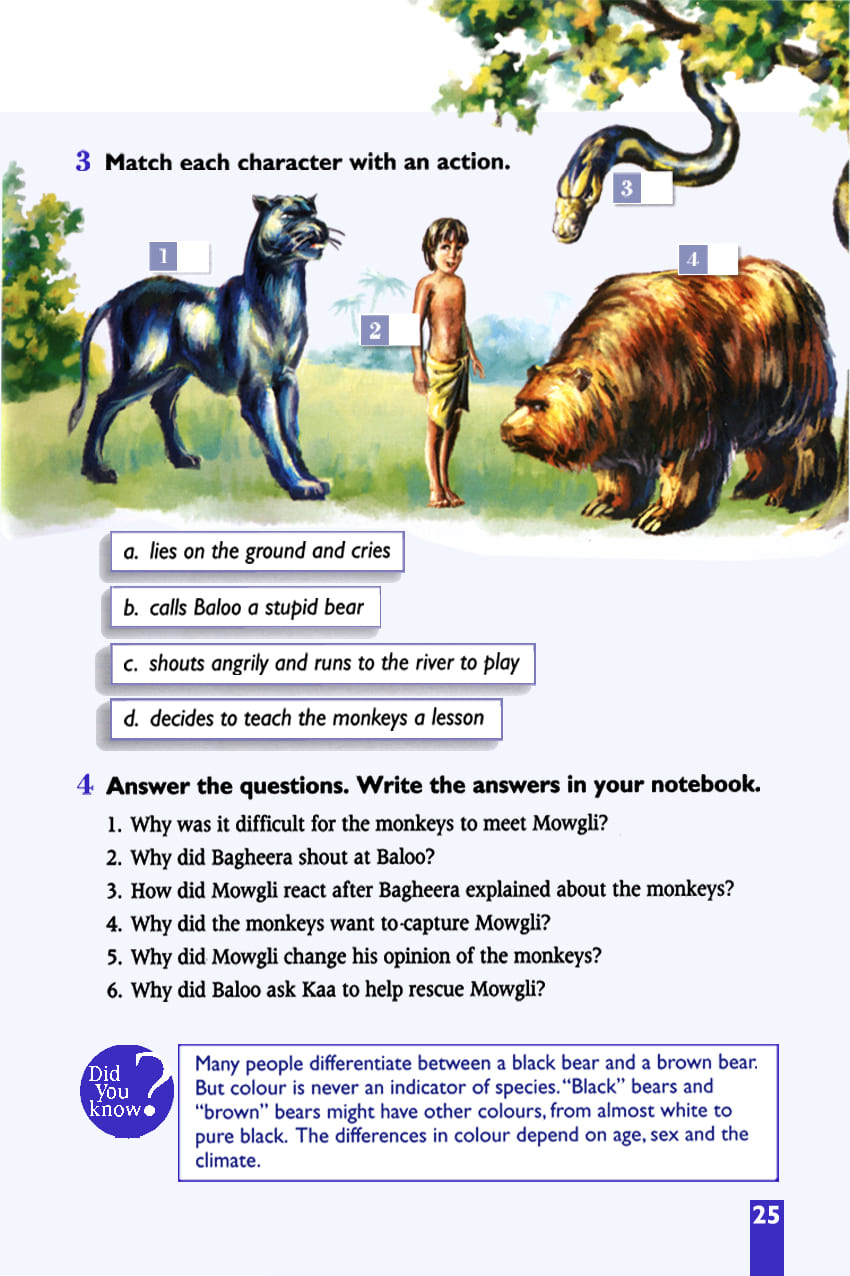 3 Match each character with an action.
3
1
4
2
a. lies on the ground and cries
b. calls Baloo a stupid bear
c. shouts angrily and runs to the river to play
d. decides to teach the monkeys a lesson
4 Answer the questions. Write the answers in your notebook.
1. Why was it difficult for the monkeys to meet Mowgli?
2. Why did Bagheera shout at Baloo?
3. How did Mowgli react after Bagheera explained about the monkeys?
4. Why did the monkeys want to-capture Mowgli?
5. Why did Mowgli change his opinion of the monkeys?
6. Why did Baloo ask Kaa to help rescue Mowgli?
Did
You
know?
Many people differentiate between a black bear and a brown bear.
But colour is never an indicator of species. “Black” bears and
“brown” bears might have other colours, from almost white to
pure black. The differences in colour depend on age, sex and the
climate.
25